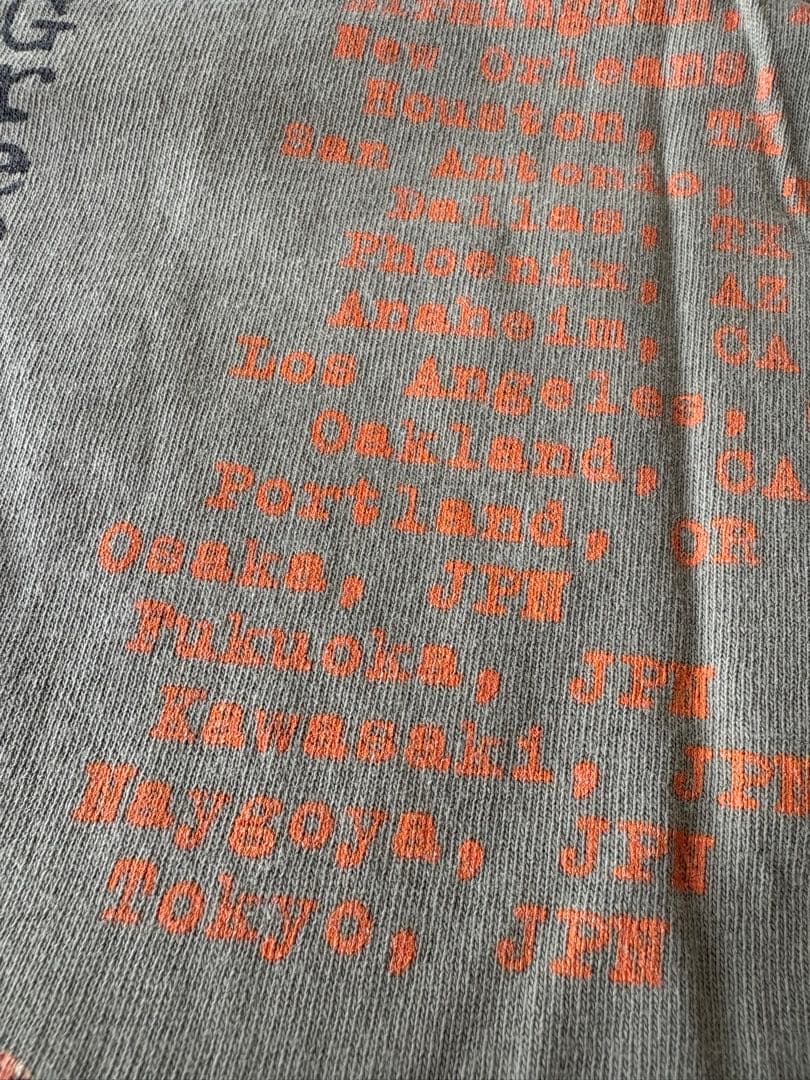 G
r
e
Birmingham,
New Orleans,
Houston, TX
San Antonio,
Dallas, TX
Phoenix, AZ
Anaheim, CA
Los Angeles,
Oakland, CA
Portland, OR
Osaka, JPN
Fukuoka, JPN
Kawasaki, JPN
Naygoya, JPN
Tokyo, JPN